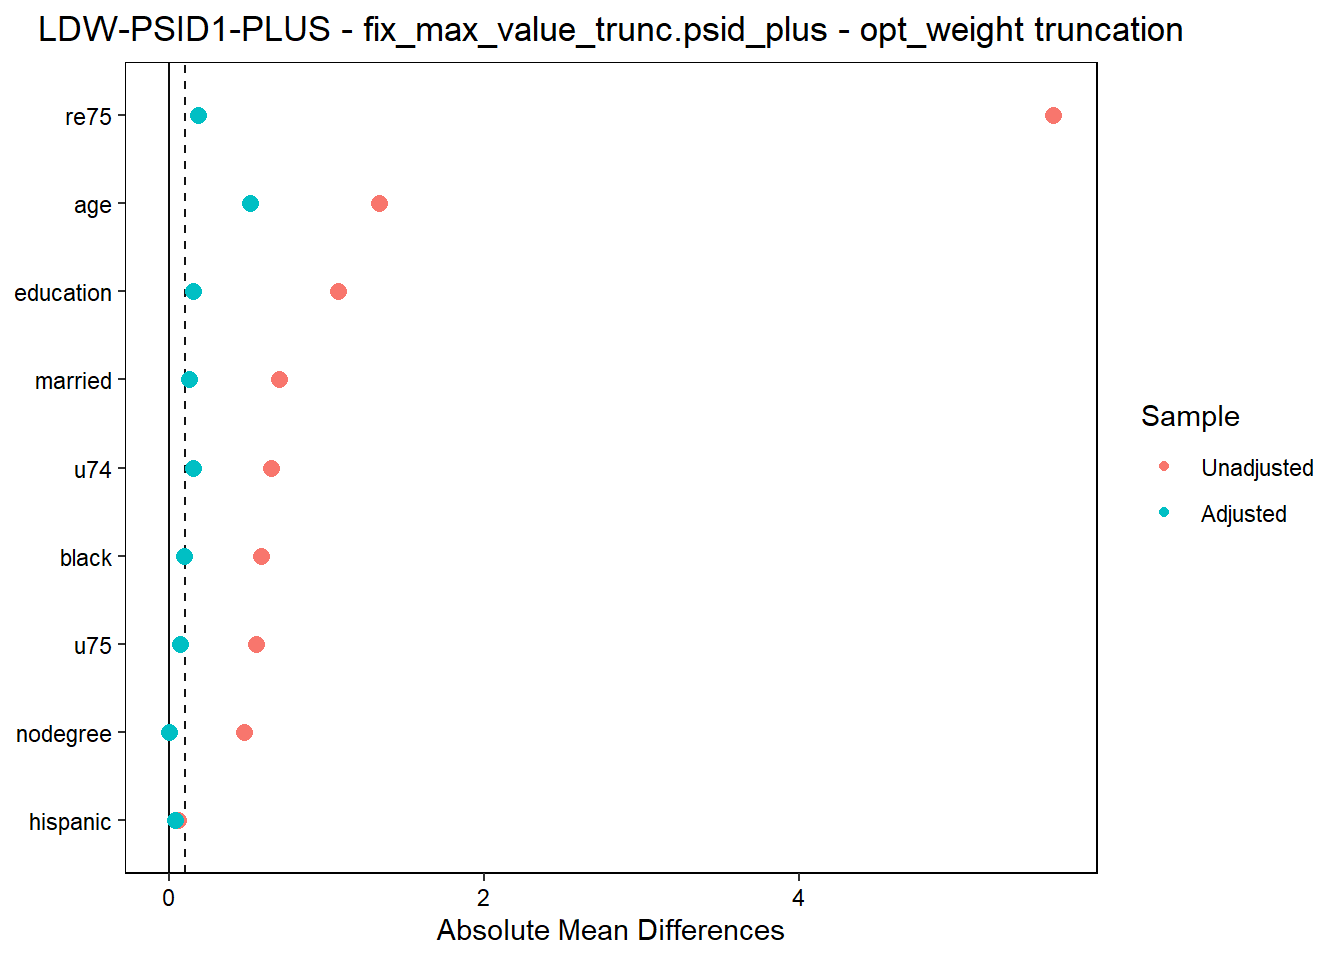 LDW-PSID1-PLUS - fix_max_value_trunc.psid_plus - opt_weight truncation
re75
age
education
married
u74
black
u75
nodegree
hispanic
0 2 4
Absolute Mean Differences
Sample
Unadjusted
Adjusted